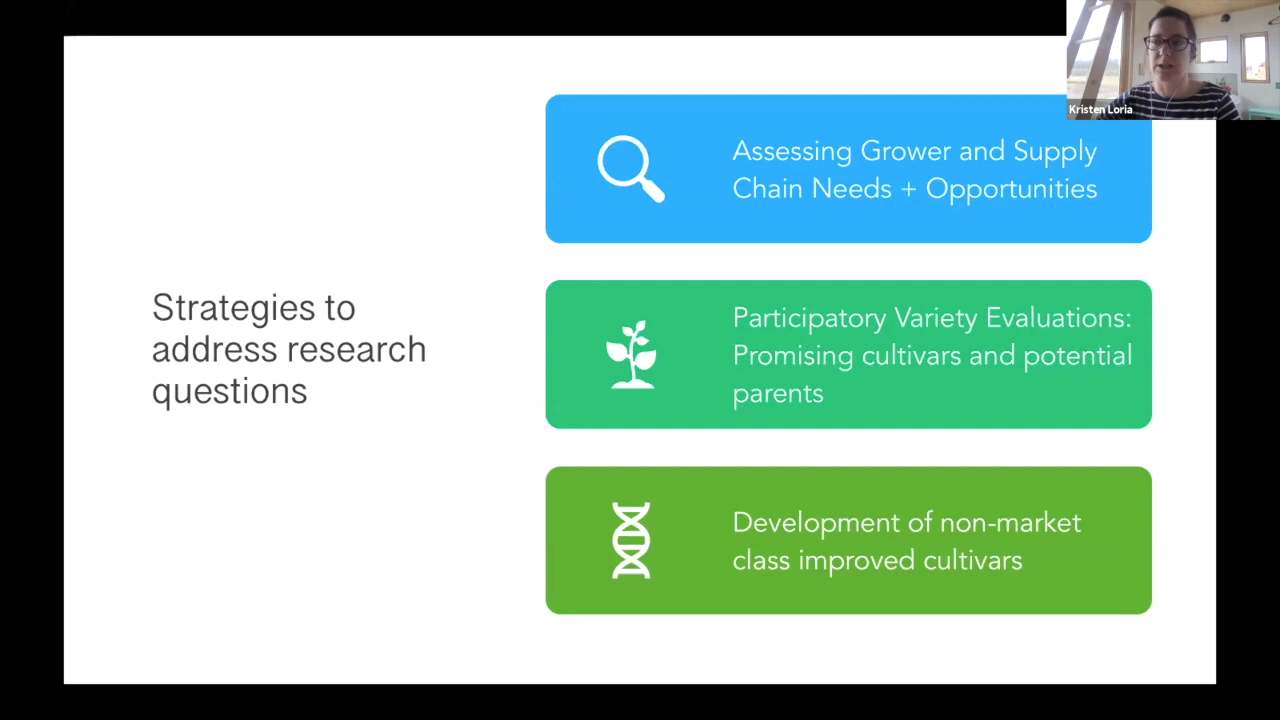 Kristen Loria
Assessing Grower and Supply
Chain Needs + Opportunities
Strategies to
address research
questions
Participatory Variety Evaluations:
Promising cultivars and potential
parents
Development of non-market
class improved cultivars